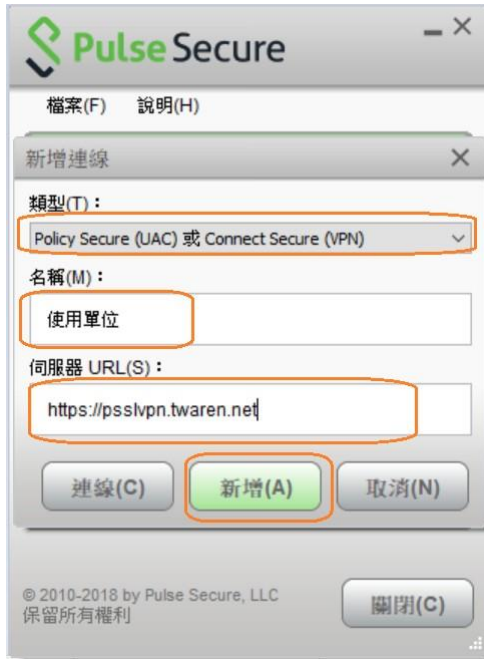 Pulse Secure
檔案(F) 說明(H)
新增連線
類型(T)：
Policy Secure (UAC) 或 Connect Secure (VPN)
名稱(M)：
使用單位
伺服器 URL(S)：
https://psslvpn.twaren.net
連線(C) 新增(A) 取消(N)
© 2010-2018 by Pulse Secure, LLC
保留所有權利
關閉(C)